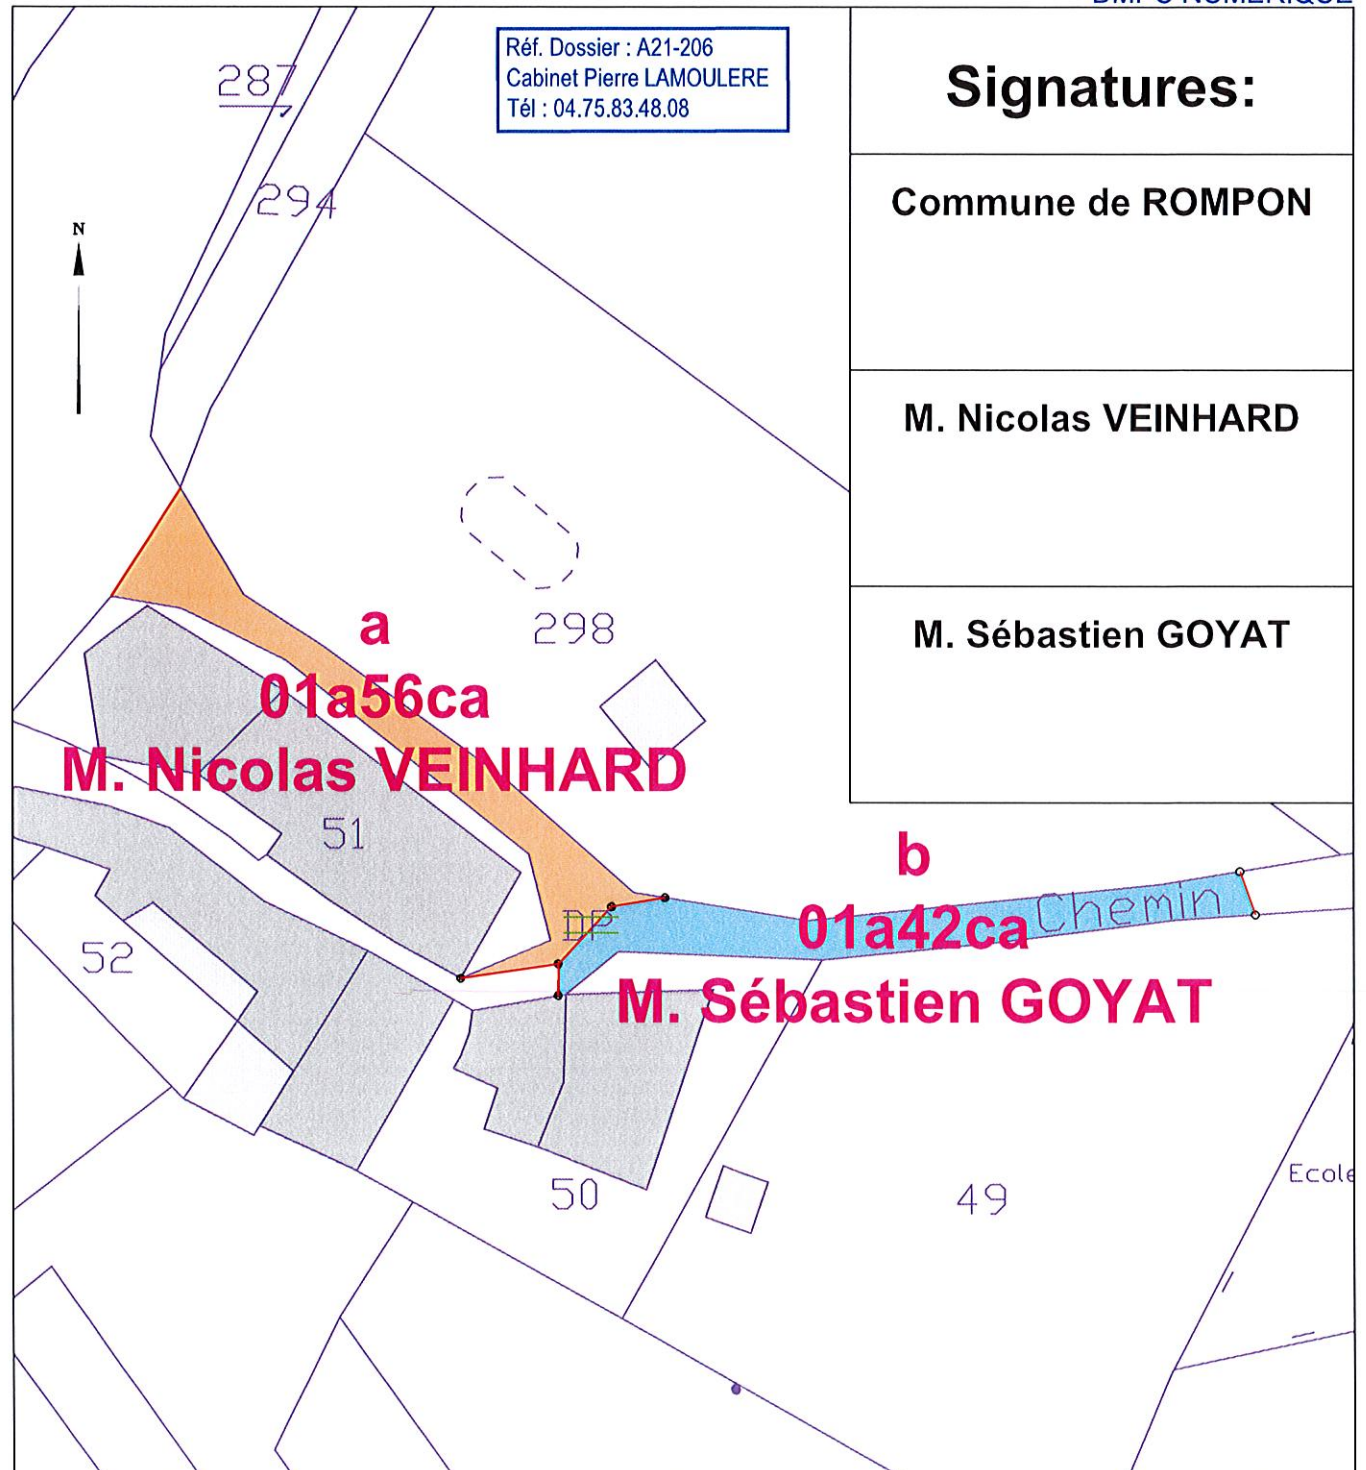 Réf. Dossier : A21-206
Cabinet Pierre LAMOULERE
Tél : 04.75.83.48.08
Signatures:
Commune de ROMPON
M. Nicolas VEINHARD
M. Sébastien GOYAT
287
294
N
298
a
01a56ca
M. Nicolas VEINHARD
51
b
01a42ca
Chemin
M. Sébastien GOYAT
DP
52
50
49
Ecole